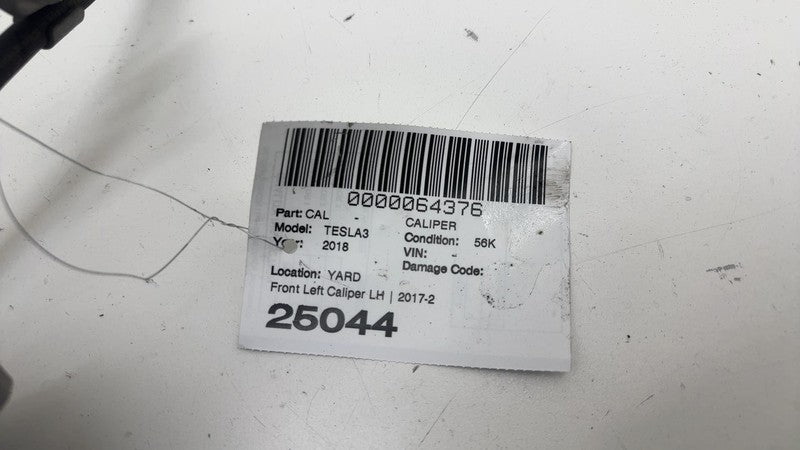 0000064376
Part: CAL - CALIPER
Model: TESLA3 Condition: 56K
Year: 2018 VIN: -
Damage Code:
Location: YARD
Front Left Caliper LH | 2017-2
25044